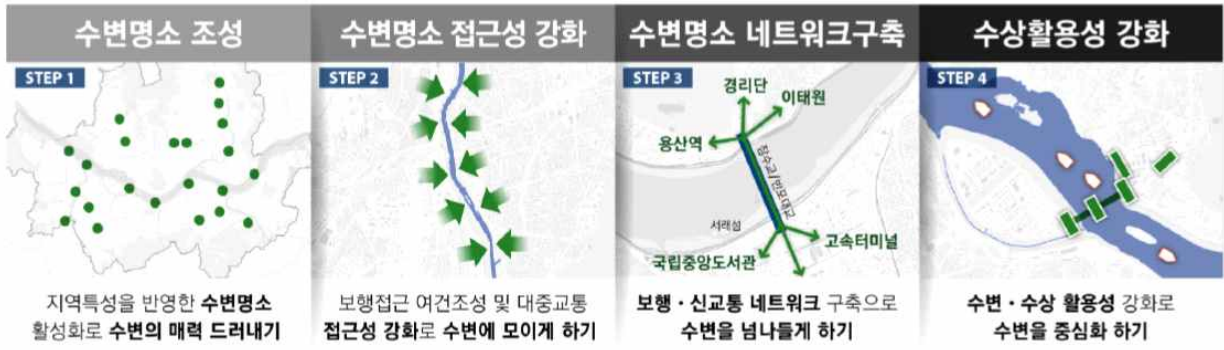 수변명소 조성
STEP 1
지역특성을 반영한 수변명소
활성화로 수변의 매력 드러내기
수변명소 접근성 강화
STEP 2
보행접근 여건조성 및 대중교통
접근성 강화로 수변에 모이게 하기
수변명소 네트워크구축
STEP 3
경리단
이태원
용산역
잠수교/반포대교
서래섬
고속터미널
국립중앙도서관
보행·신교통 네트워크 구축으로
수변을 넘나들게 하기
수상활용성 강화
STEP 4
수변·수상 활용성 강화로
수변을 중심화 하기